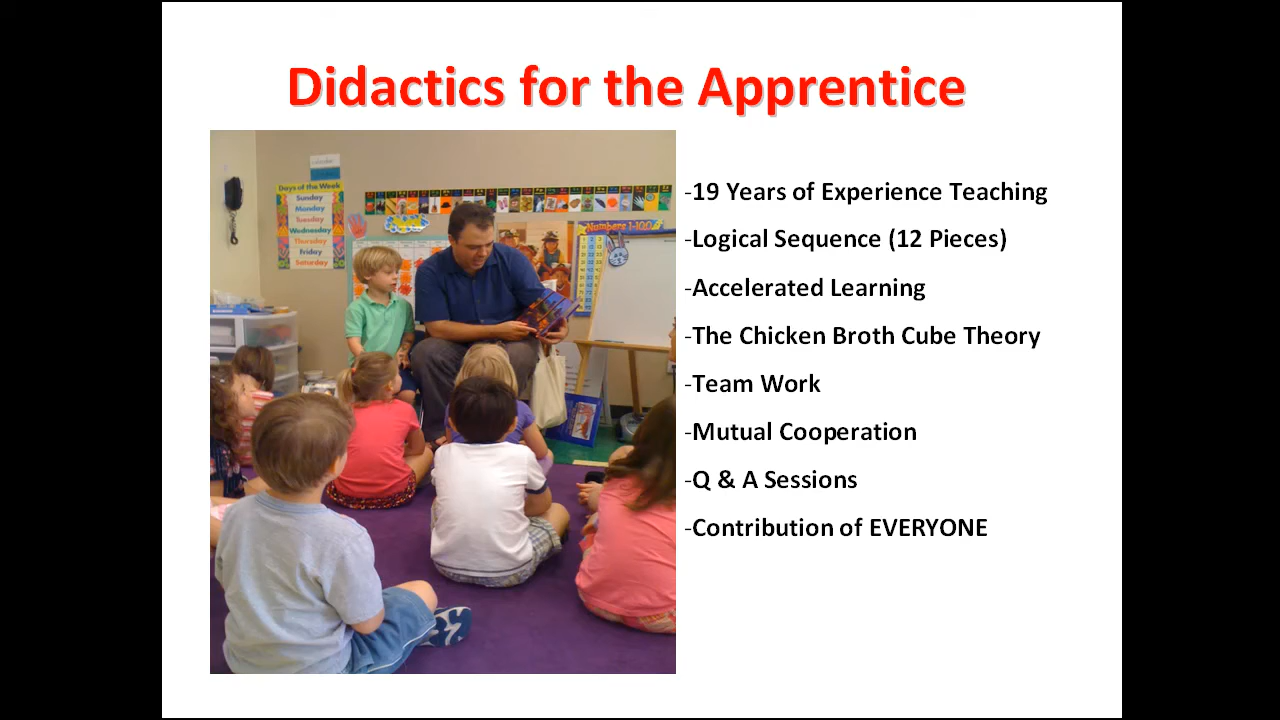 Didactics for the Apprentice
Days of the Week
Sunday
Monday
Tuesday
Wednesday
Thursday
Friday
Saturday
Numbers 1-100
-19 Years of Experience Teaching
-Logical Sequence (12 Pieces)
-Accelerated Learning
-The Chicken Broth Cube Theory
-Team Work
-Mutual Cooperation
-Q & A Sessions
-Contribution of EVERYONE